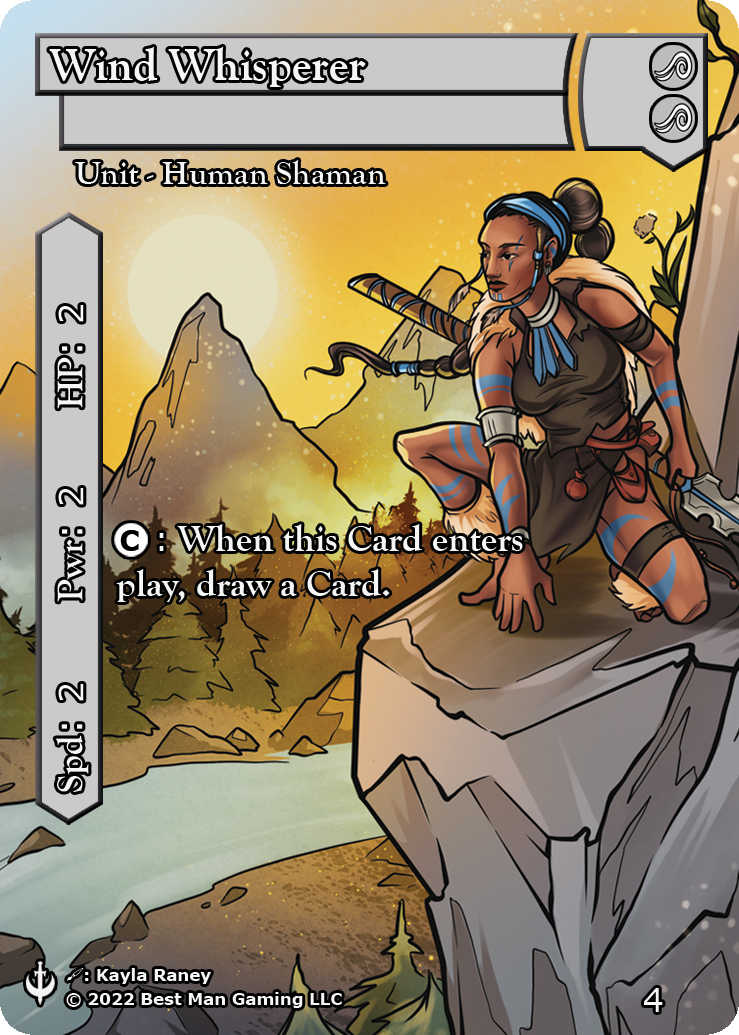 Wind Whisperer
Unit - Human Shaman
HP: 2
Pwr: 2
Spd: 2
C : When this Card enters
play, draw a Card.
: Kayla Raney
© 2022 Best Man Gaming LLC
4